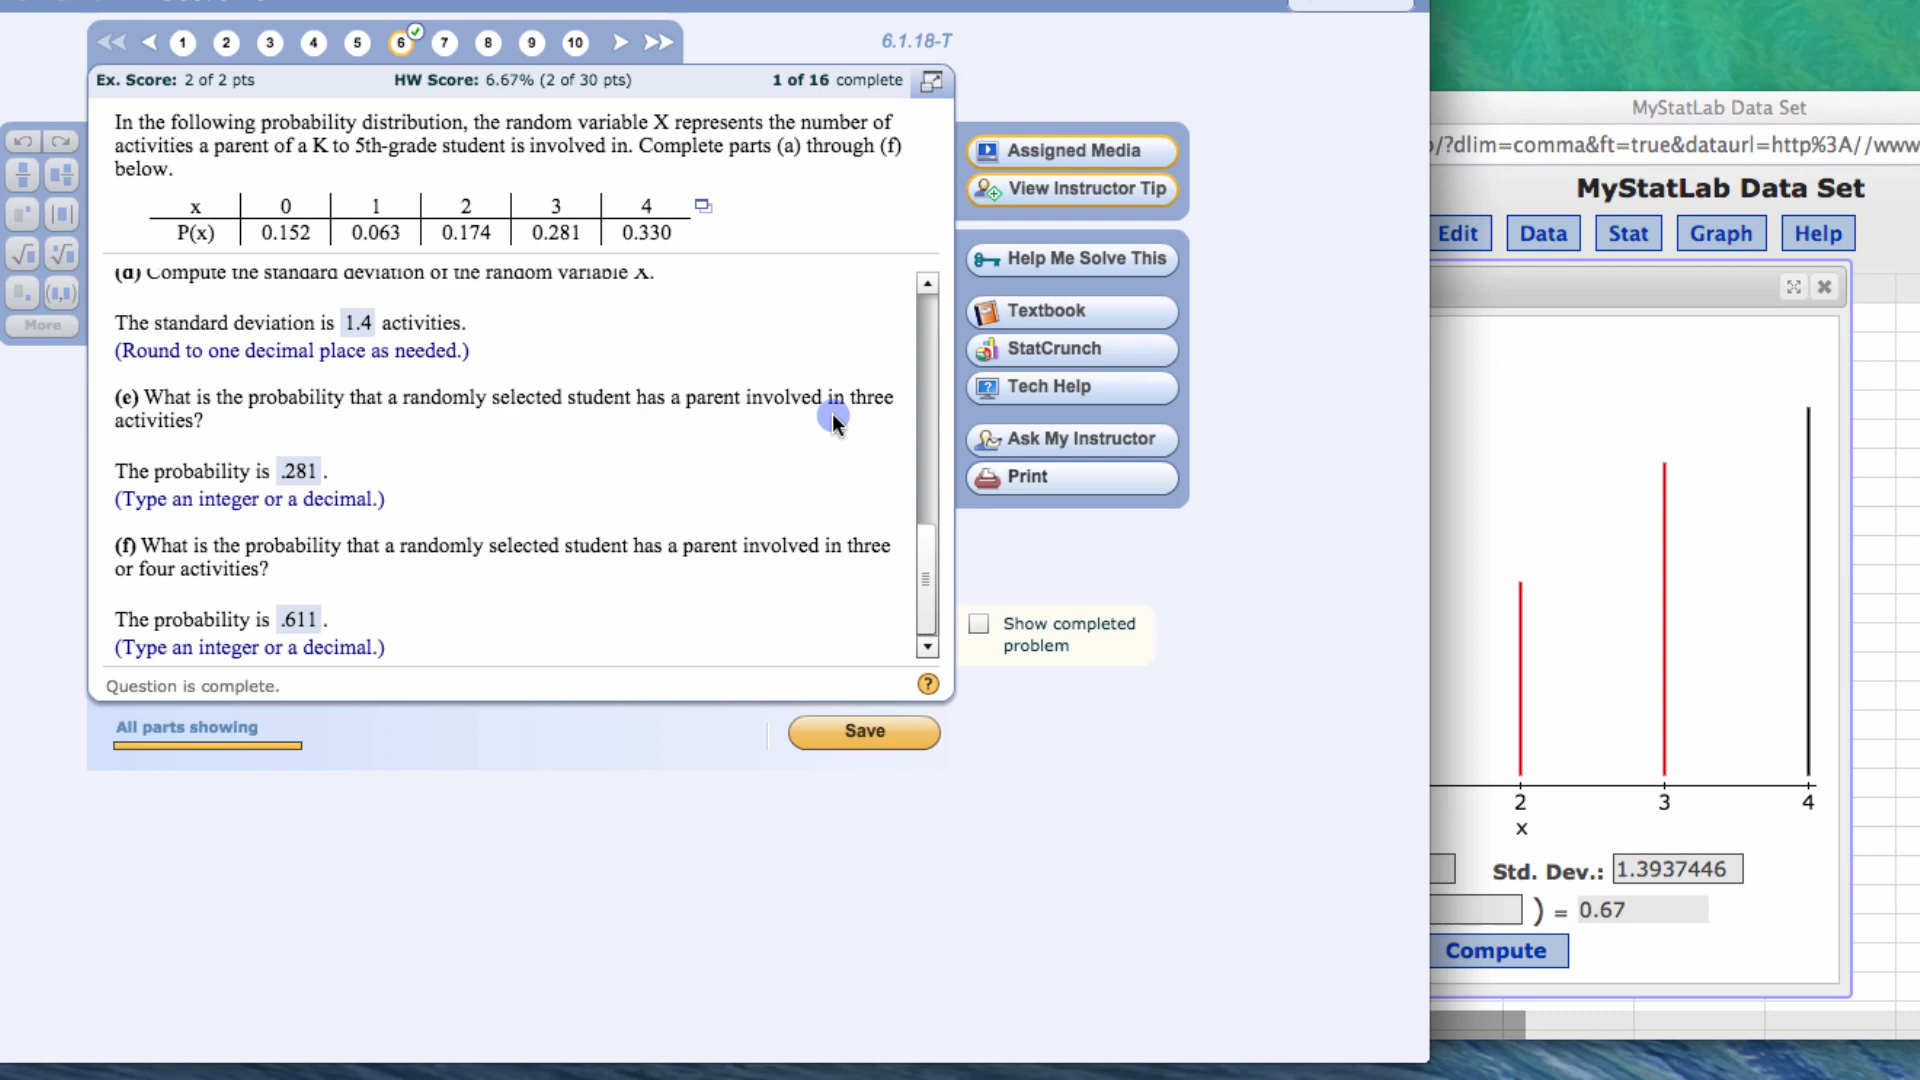 1 2 3 4 5 6 7 8 9 10
6.1.18-T
Ex. Score: 2 of 2 pts HW Score: 6.67% (2 of 30 pts) 1 of 16 complete
In the following probability distribution, the random variable X represents the number of
activities a parent of a K to 5th-grade student is involved in. Complete parts (a) through (f)
below.
x 0 1 2 3 4
P(x) 0.152 0.063 0.174 0.281 0.330
(d) Compute the standard deviation of the random variable X.
The standard deviation is 1.4 activities.
(Round to one decimal place as needed.)
(e) What is the probability that a randomly selected student has a parent involved in three
activities?
The probability is .281 .
(Type an integer or a decimal.)
(f) What is the probability that a randomly selected student has a parent involved in three
or four activities?
The probability is .611 .
(Type an integer or a decimal.)
Question is complete.
?
All parts showing
Save
More
Assigned Media
View Instructor Tip
Help Me Solve This
Textbook
StatCrunch
Tech Help
Ask My Instructor
Print
Show completed
problem
MyStatLab Data Set
/?dlim=comma&ft=true&dataurl=http%3A//www
MyStatLab Data Set
Edit Data Stat Graph Help
2 3 4
x
Std. Dev.: 1.3937446
) = 0.67
Compute